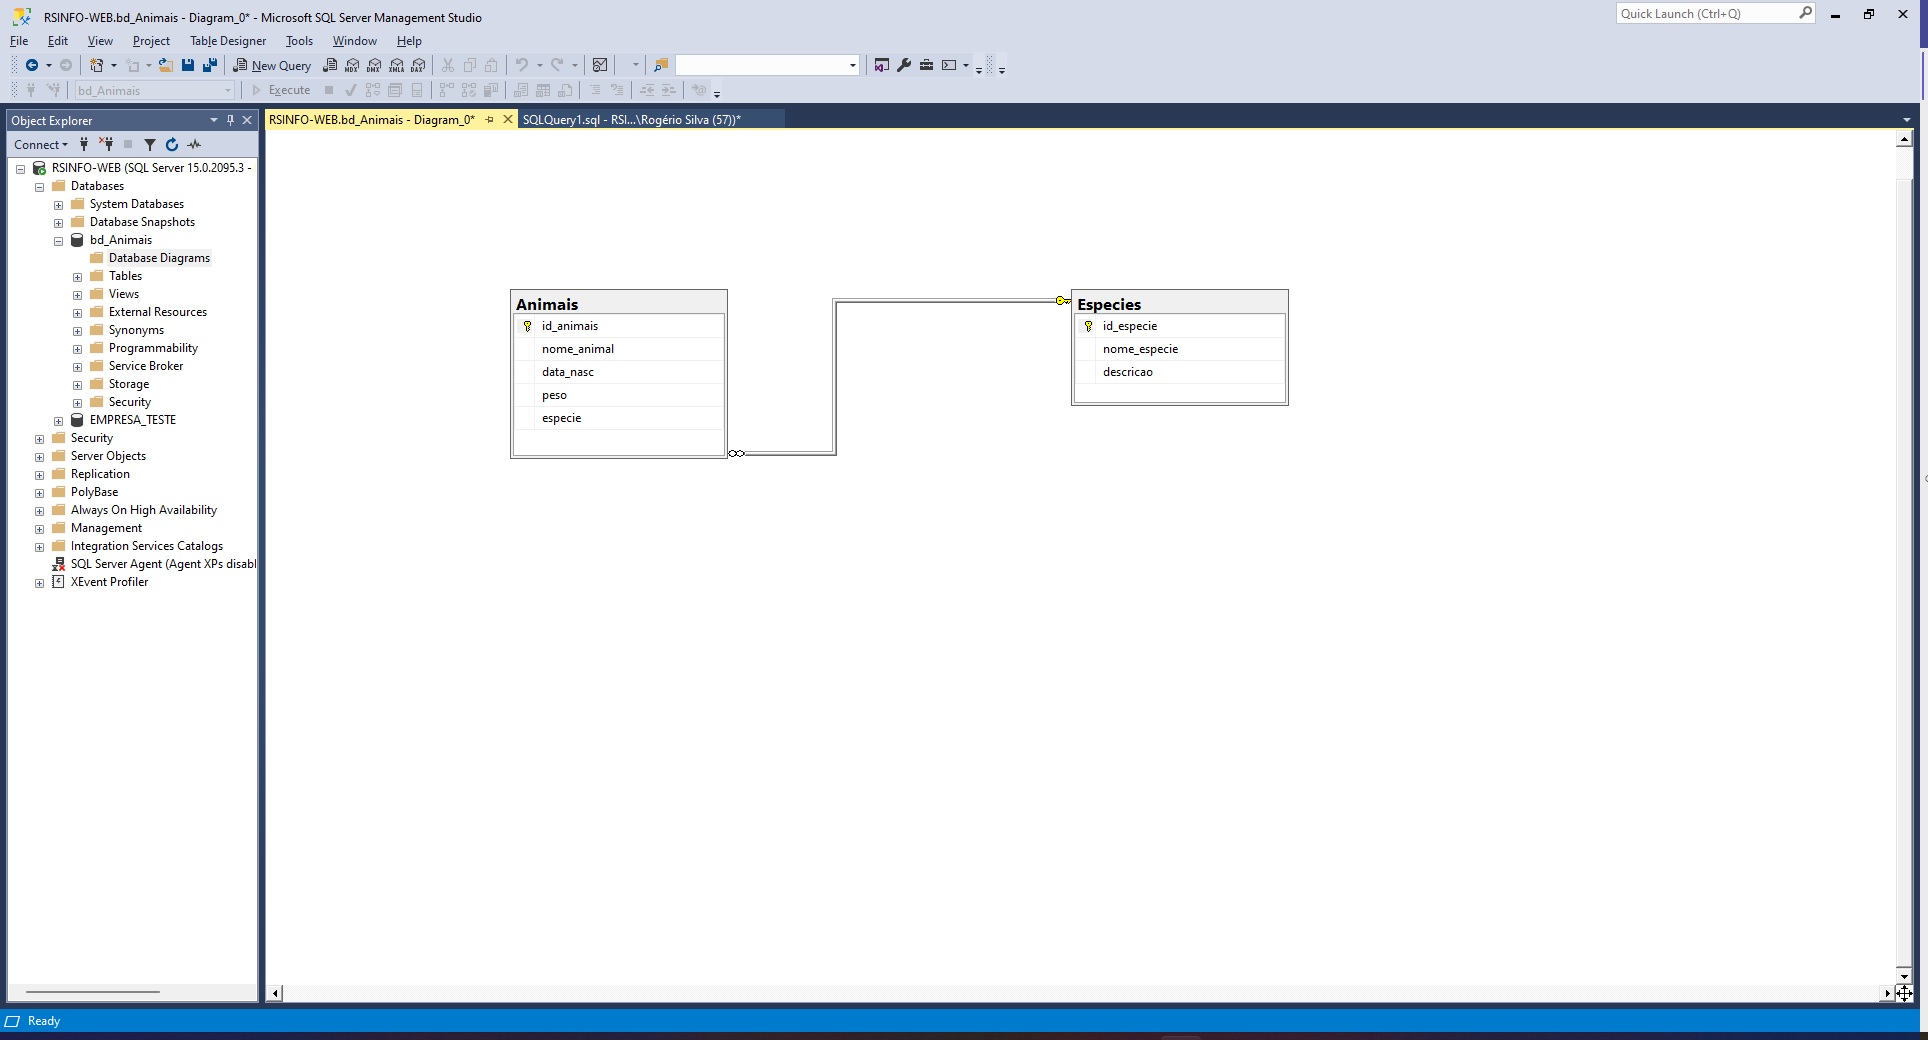 RSINFO-WEB.bd_Animais - Diagram_0* - Microsoft SQL Server Management Studio
Quick Launch (Ctrl+Q)
File Edit View Project Table Designer Tools Window Help
New Query MDX DMX XMLA DAX
bd_Animais Execute
Object Explorer
RSINFO-WEB.bd_Animais - Diagram_0*
SQLQuery1.sql - RSI...\Rogério Silva (57))*
Connect
RSINFO-WEB (SQL Server 15.0.2095.3 -
Databases
System Databases
Database Snapshots
bd_Animais
Database Diagrams
Tables
Views
External Resources
Synonyms
Programmability
Service Broker
Storage
Security
EMPRESA_TESTE
Security
Server Objects
Replication
PolyBase
Always On High Availability
Management
Integration Services Catalogs
SQL Server Agent (Agent XPs disabl
XEvent Profiler
Animais
id_animais
nome_animal
data_nasc
peso
especie
Especies
id_especie
nome_especie
descricao
Ready